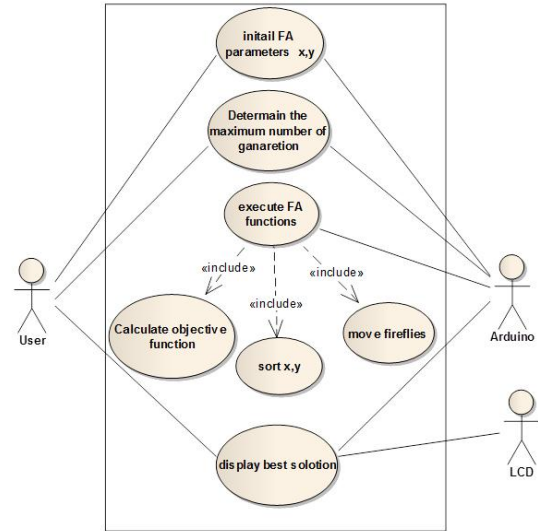 initail FA
parameters x,y
Determain the
maximum number of
ganaretion
execute FA
functions
«include»
«include»
«include»
Calculate objective
function
sort x,y
move fireflies
User
Arduino
display best solotion
LCD